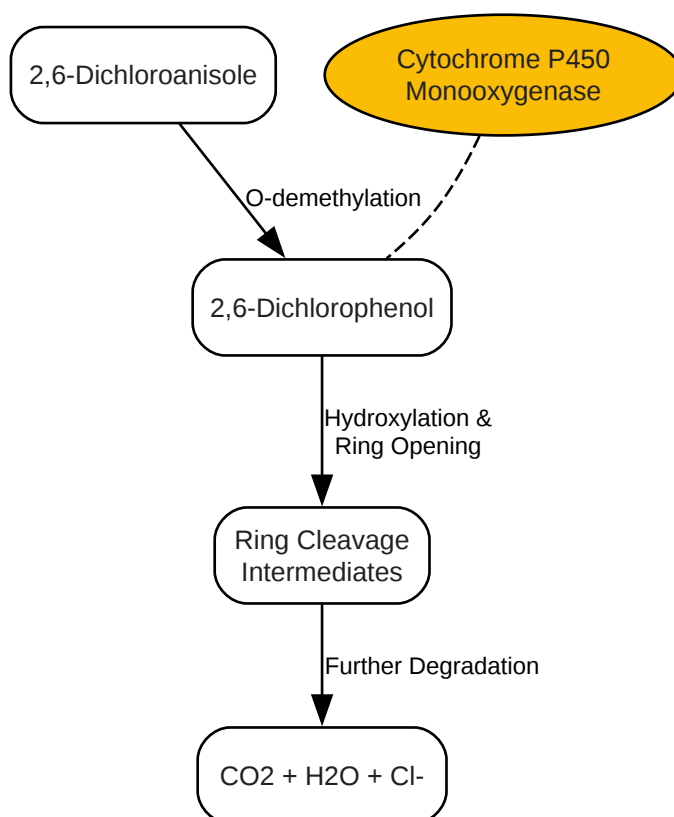 2,6-Dichloroanisole
Cytochrome P450
Monooxygenase
O-demethylation
2,6-Dichlorophenol
Hydroxylation &
Ring Opening
Ring Cleavage
Intermediates
Further Degradation
CO2 + H2O + Cl-